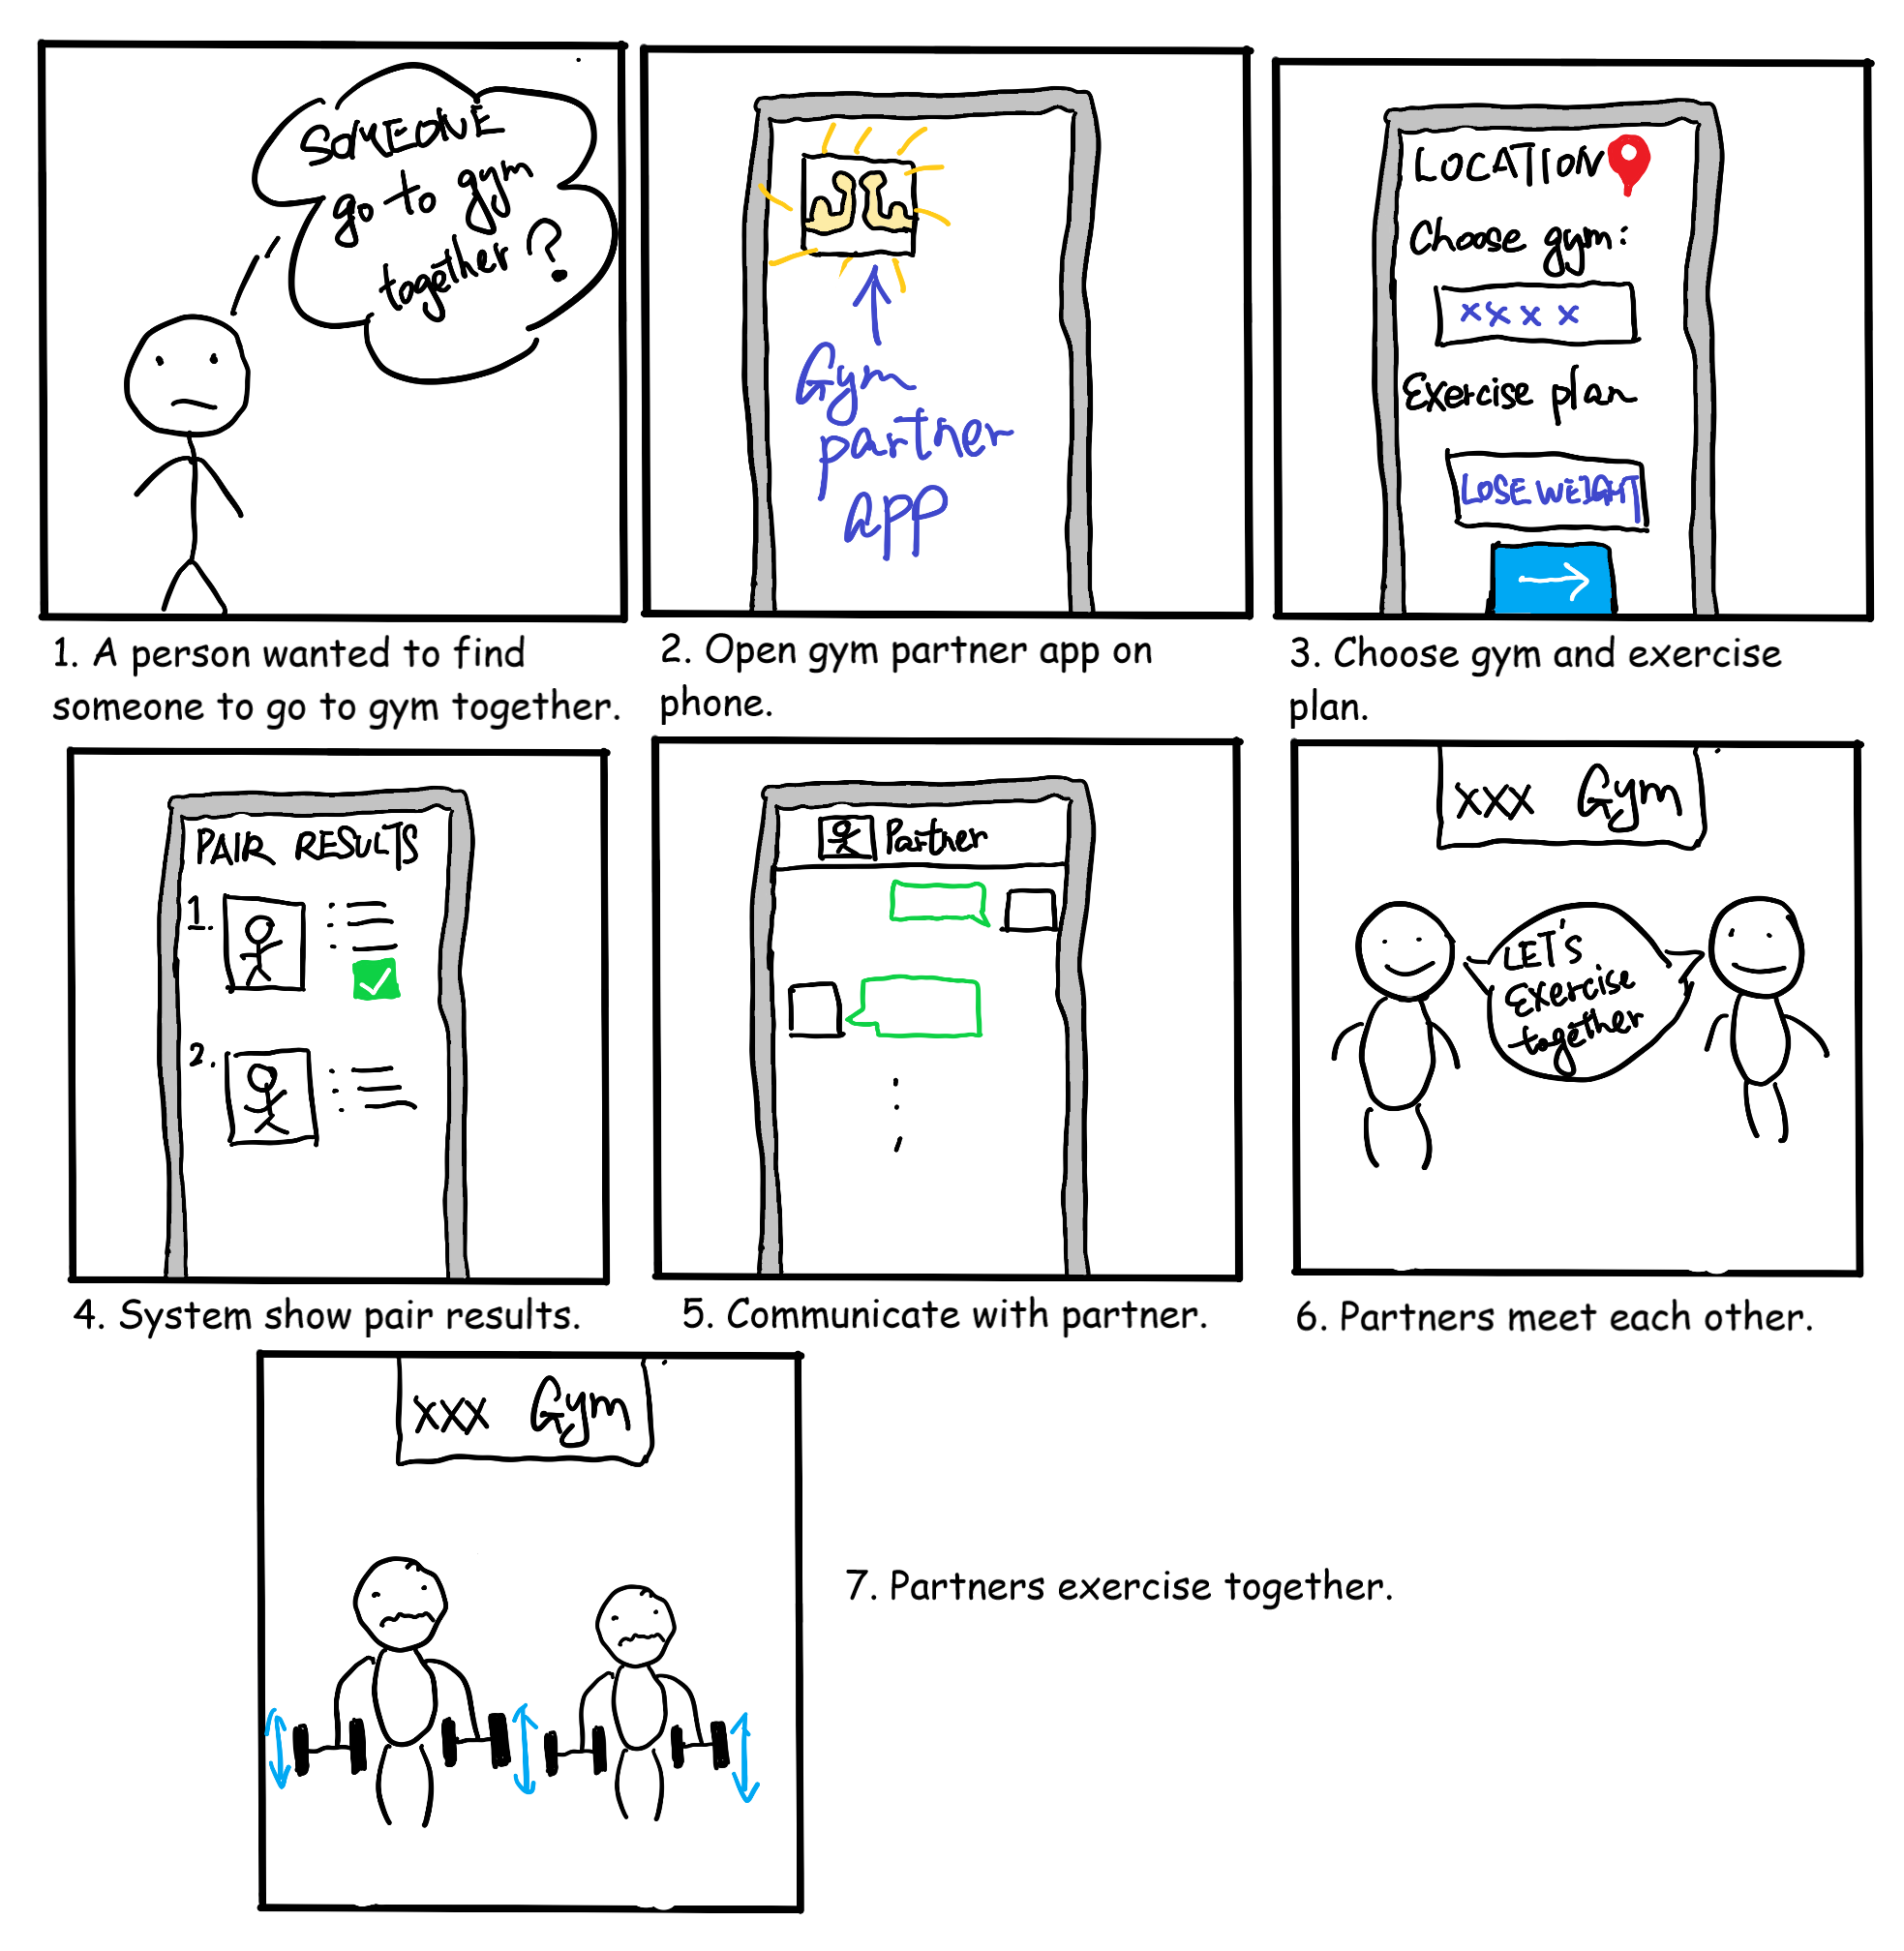 SOMEONE
go to gym
together?
Gym
partner
app
LOCATION
Choose gym:
xxxx
Exercise plan
LOSE WEIGHT
1. A person wanted to find
someone to go to gym together.
2. Open gym partner app on
phone.
3. Choose gym and exercise
plan.
PAIR RESULTS
1.
2.
Partner
xxx Gym
LET'S
Exercise
together
4. System show pair results.
5. Communicate with partner.
6. Partners meet each other.
xxx Gym
7. Partners exercise together.